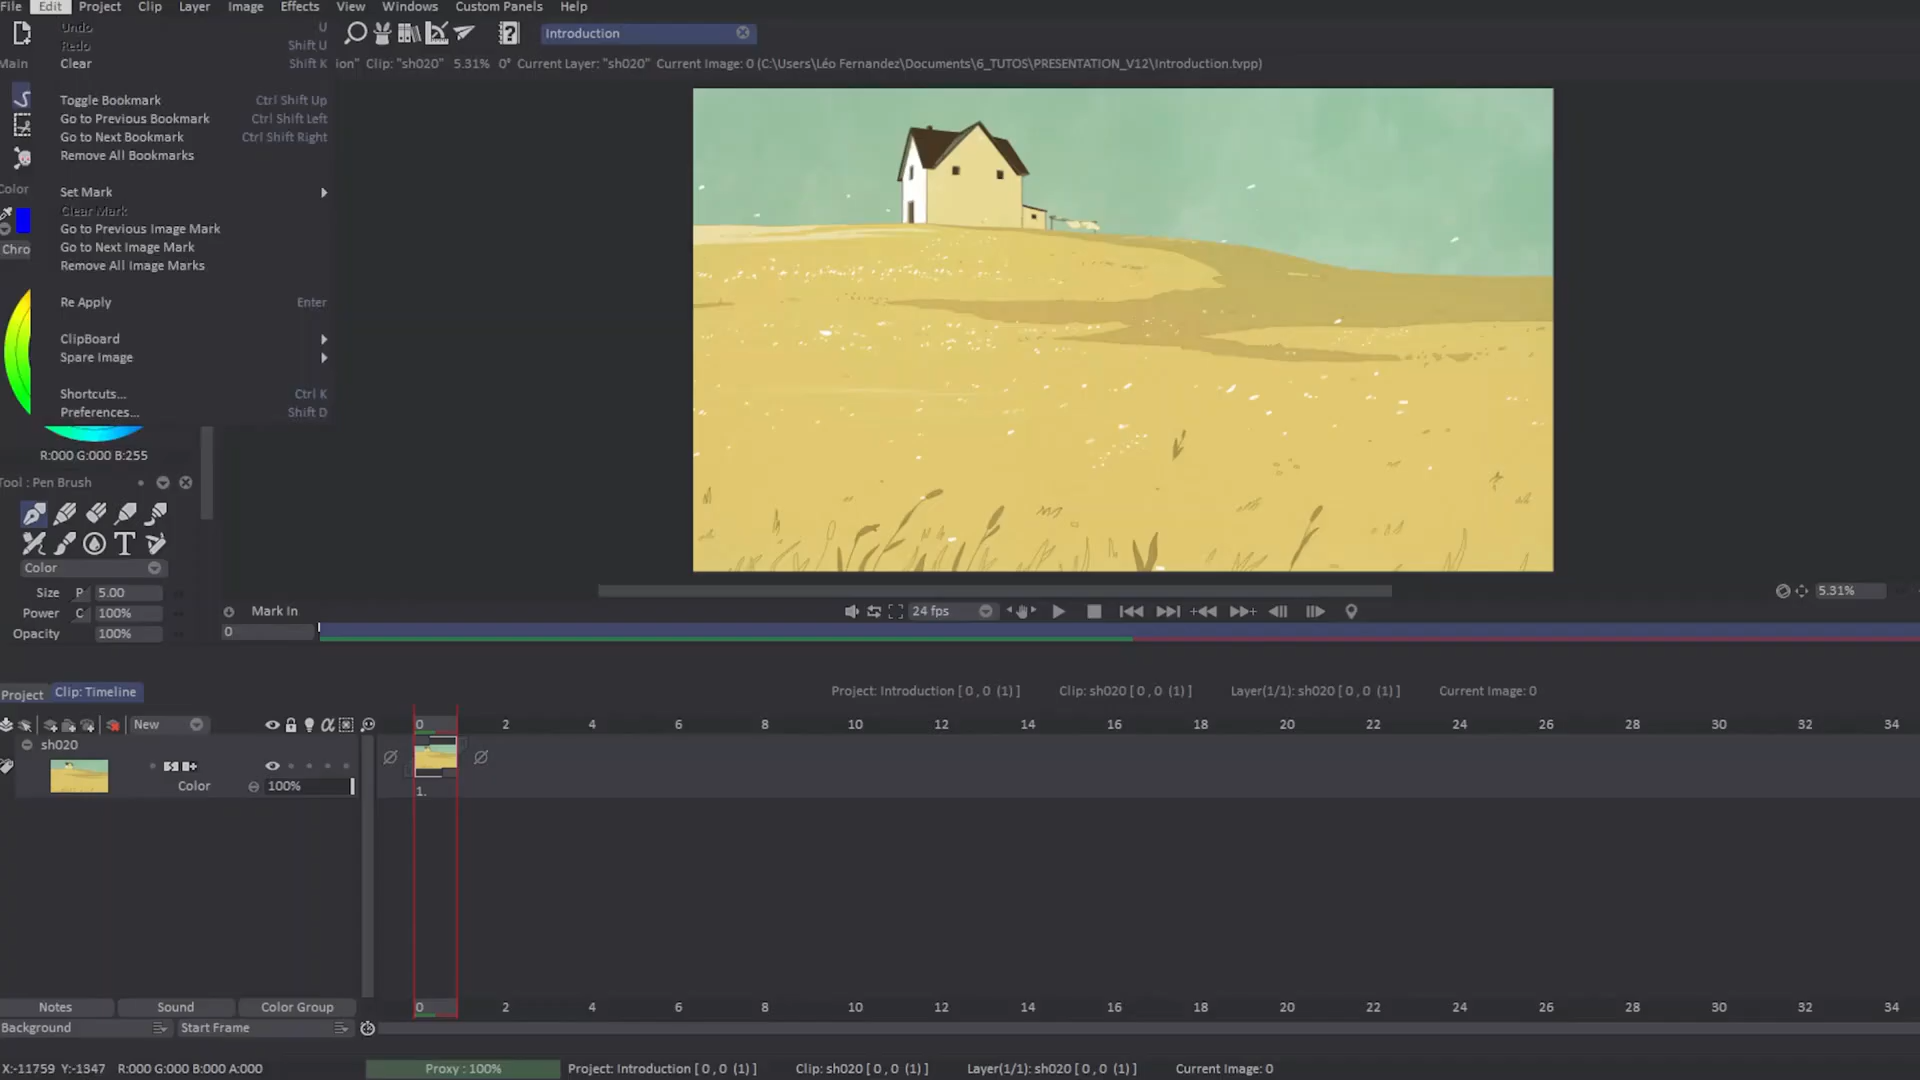 File Edit Project Clip Layer Image Effects View Windows Custom Panels Help
Undo U
Redo Shift U
Clear Shift K
Toggle Bookmark Ctrl Shift Up
Go to Previous Bookmark Ctrl Shift Left
Go to Next Bookmark Ctrl Shift Right
Remove All Bookmarks
Set Mark
Clear Mark
Go to Previous Image Mark
Go to Next Image Mark
Remove All Image Marks
Re Apply Enter
ClipBoard
Spare Image
Shortcuts... Ctrl K
Preferences... Shift D
Introduction
Main
ion" Clip: "sh020" 5.31% 0° Current Layer: "sh020" Current Image: 0 (C:\Users\Léo Fernandez\Documents\6_TUTOS\PRESENTATION_V12\Introduction.tvpp)
Color
Chro
R:000 G:000 B:255
Tool : Pen Brush
Color
Size P 5.00
Power C 100%
Opacity 100%
5.31%
Mark In
0
24 fps
Project Clip: Timeline
Project: Introduction [ 0 , 0 (1) ] Clip: sh020 [ 0 , 0 (1) ] Layer(1/1): sh020 [ 0 , 0 (1) ] Current Image: 0
New
0 2 4 6 8 10 12 14 16 18 20 22 24 26 28 30 32 34
sh020
Color 100%
1.
Notes Sound Color Group
0 2 4 6 8 10 12 14 16 18 20 22 24 26 28 30 32 34
Background Start Frame
X:-11759 Y:-1347 R:000 G:000 B:000 A:000 Proxy : 100% Project: Introduction [ 0 , 0 (1) ] Clip: sh020 [ 0 , 0 (1) ] Layer(1/1): sh020 [ 0 , 0 (1) ] Current Image: 0